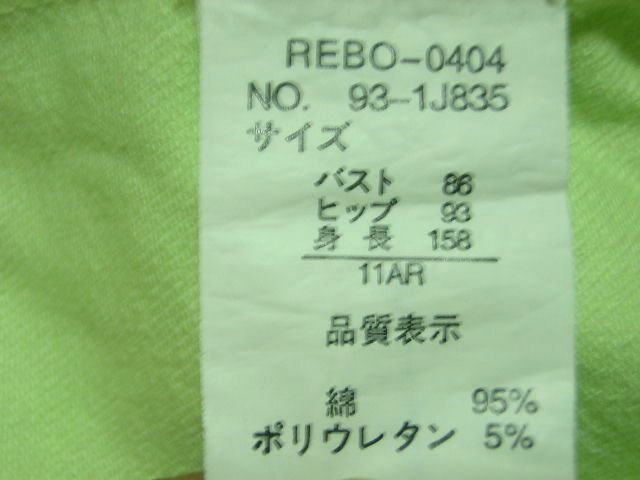 REBO-0404
NO. 93-1J835
サイズ
バスト 86
ヒップ 93
身長 158
11AR
品質表示
綿 95%
ポリウレタン 5%